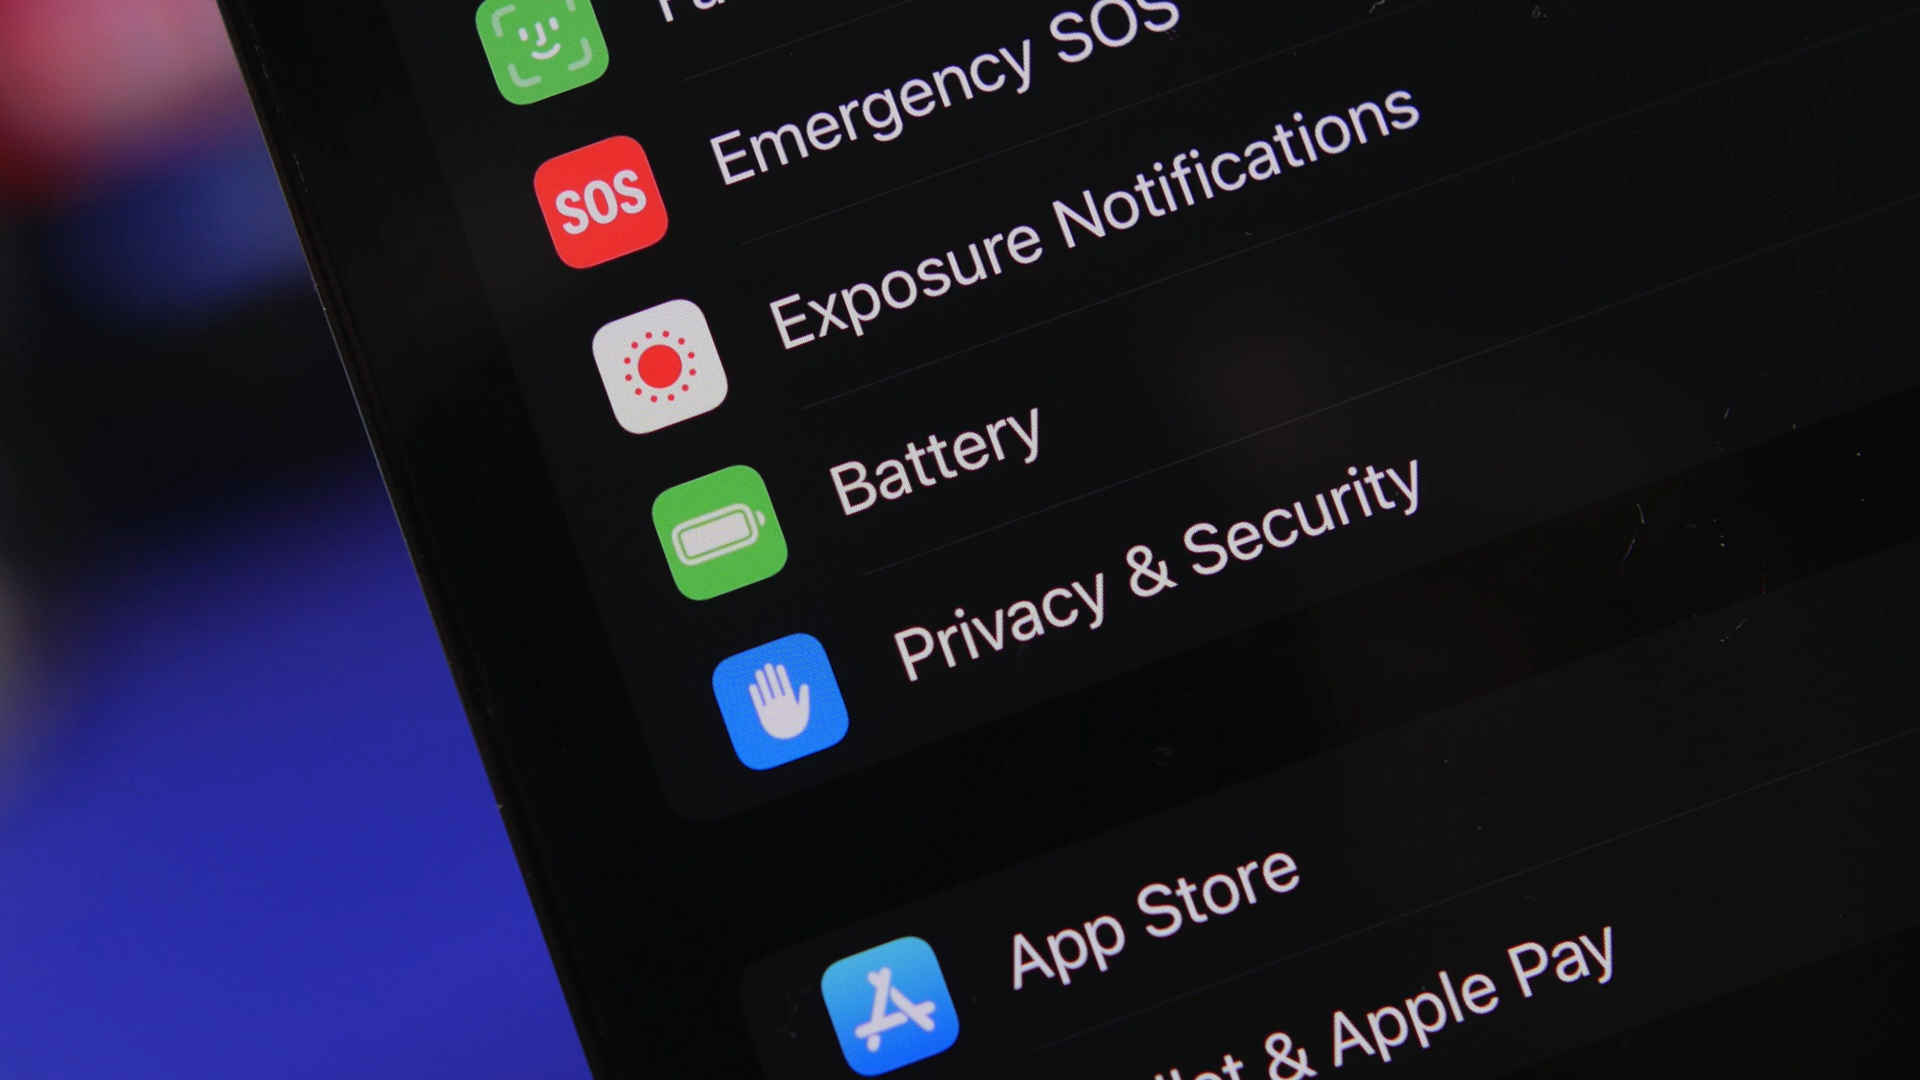 Emergency SOS
SOS
Exposure Notifications
Battery
Privacy & Security
App Store
& Apple Pay